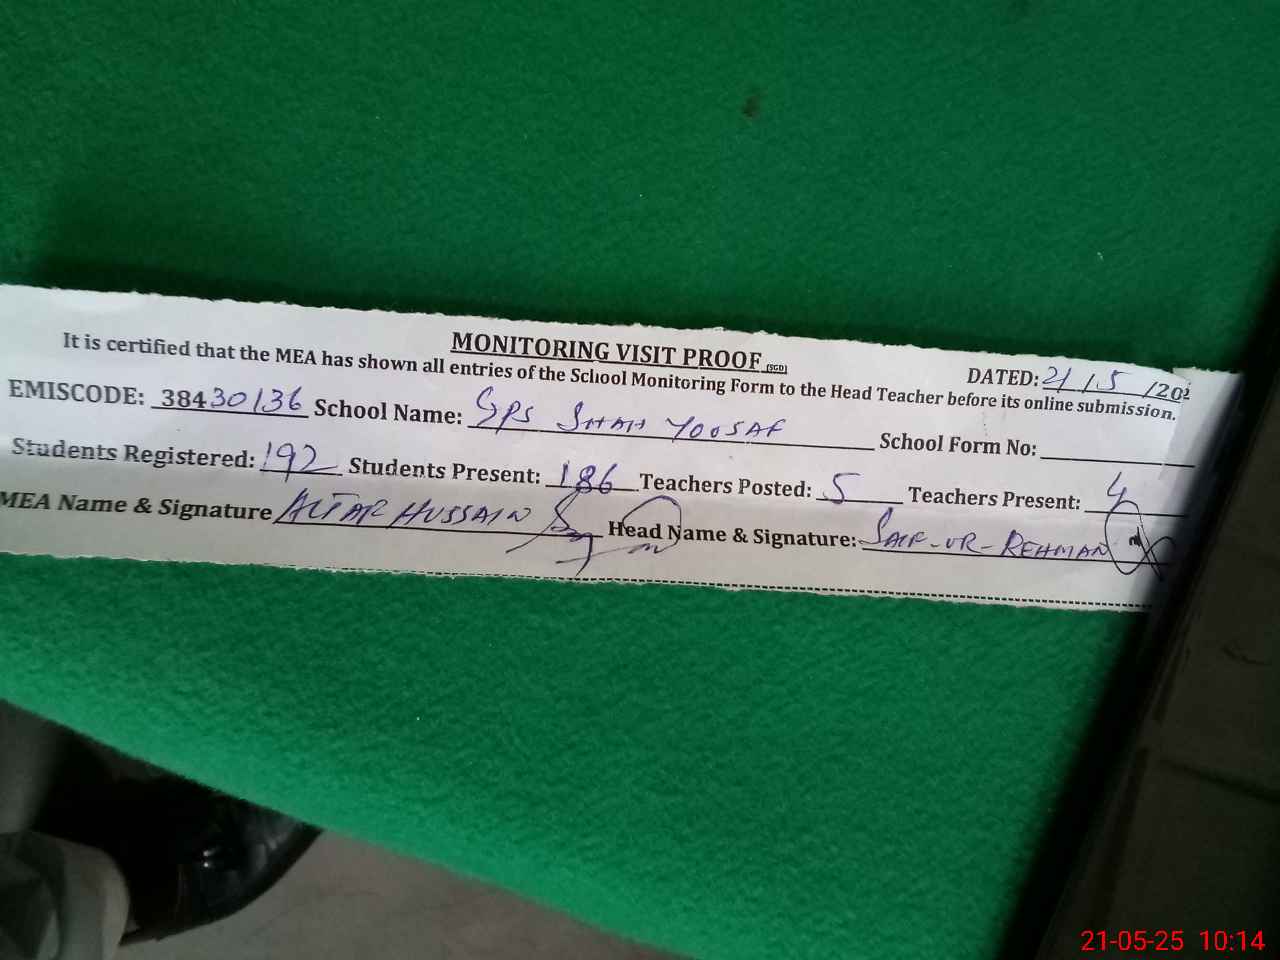 MONITORING VISIT PROOF (SGD)
DATED: 21/5/202
It is certified that the MEA has shown all entries of the School Monitoring Form to the Head Teacher before its online submission.
EMISCODE: 38430136 School Name: GPS SHAH YOUSAF School Form No:
Students Registered: 192 Students Present: 186 Teachers Posted: 5 Teachers Present: 4
MEA Name & Signature ALTAF HUSSAIN Head Name & Signature: SAIF-UR-REHMAN
21-05-25 10:14